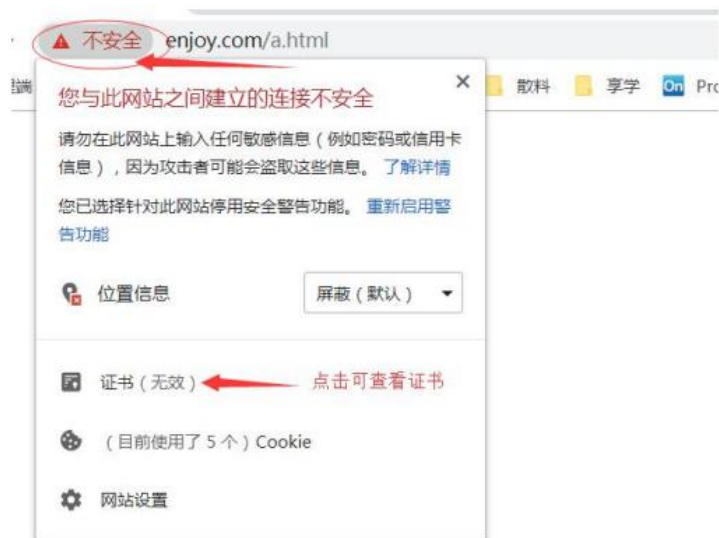 不安全 enjoy.com/a.html
散料 享学 On Pro
您与此网站之间建立的连接不安全
请勿在此网站上输入任何敏感信息（例如密码或信用卡
信息），因为攻击者可能会盗取这些信息。 了解详情
您已选择针对此网站停用安全警告功能。 重新启用警
告功能
位置信息 屏蔽（默认）
证书（无效） 点击可查看证书
（目前使用了 5 个）Cookie
网站设置